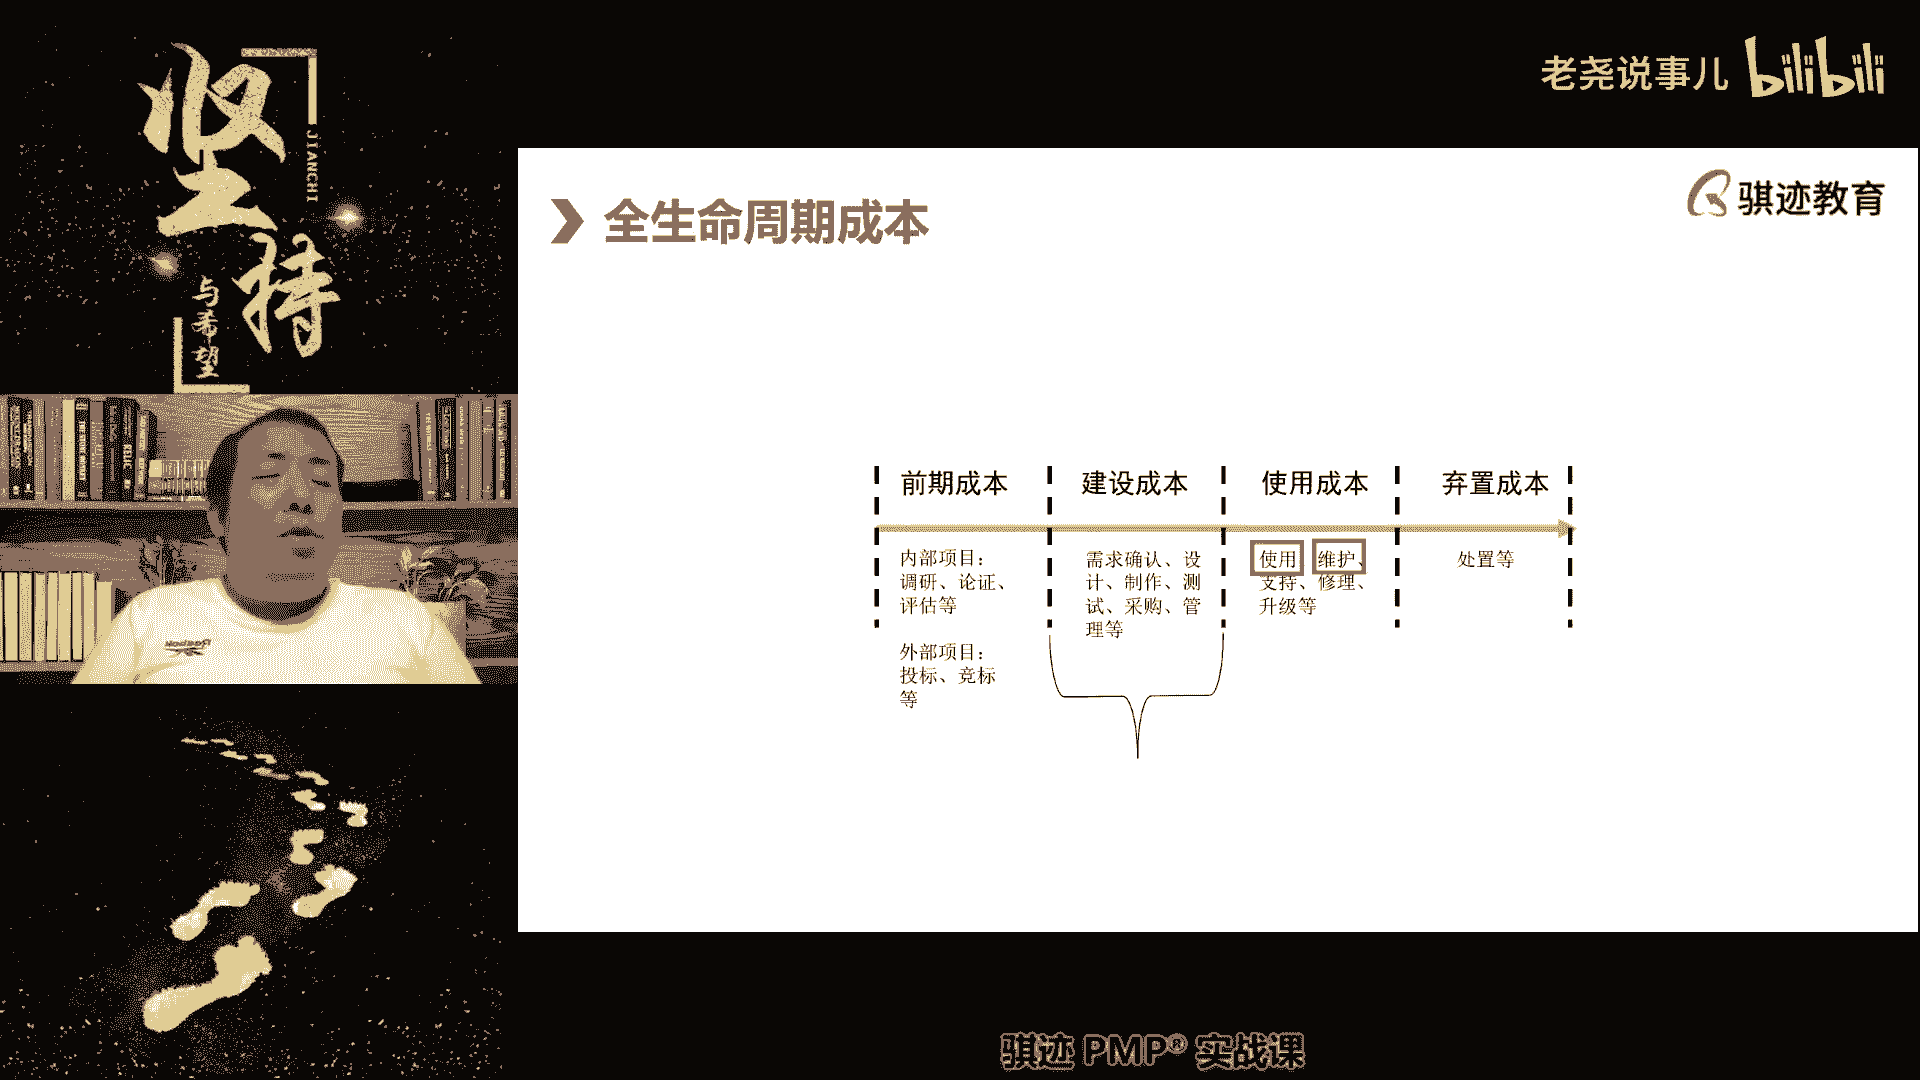 坚
持
JIANCHI
与希望
老尧说事儿 bilibili
骐迹教育
全生命周期成本
前期成本
建设成本
使用成本
弃置成本
内部项目：
调研、论证、
评估等
外部项目：
投标、竞标
等
需求确认、设
计、制作、测
试、采购、管
理等
使用、维护、
支持、修理、
升级等
处置等
骐迹 PMP® 实战课